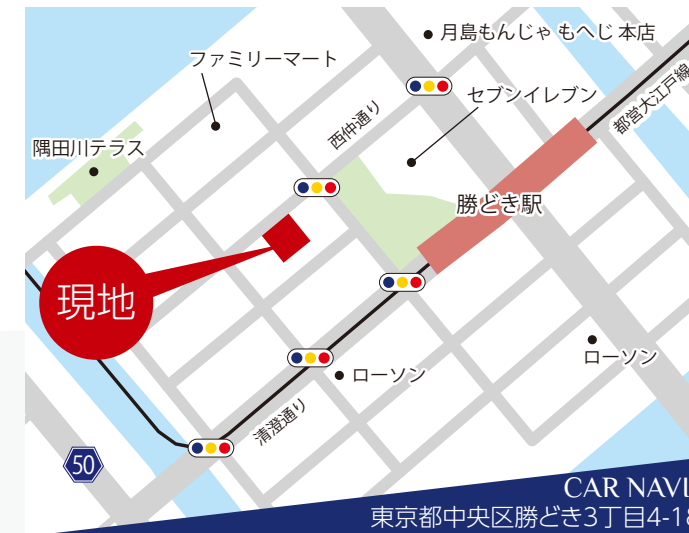 月島もんじゃ もへじ 本店
ファミリーマート
セブンイレブン
都営大江戸線
西仲通り
隅田川テラス
勝どき駅
現地
ローソン
ローソン
清澄通り
50
CAR NAVI
東京都中央区勝どき3丁目4-18